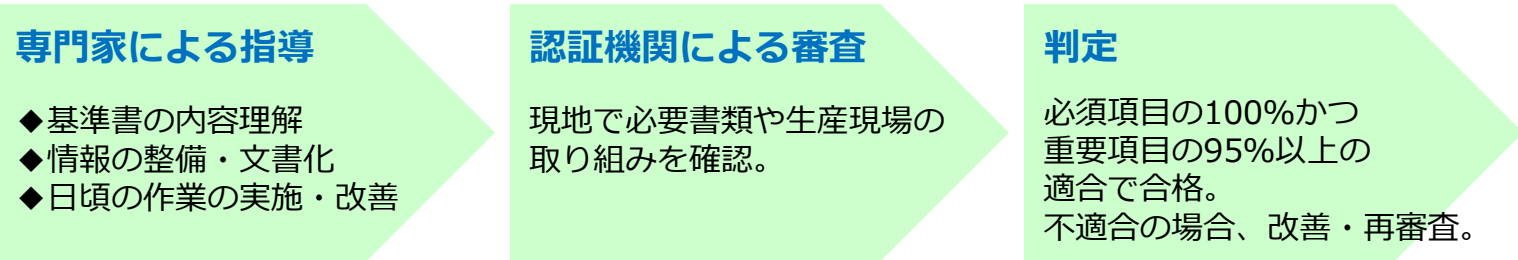 専門家による指導
◆基準書の内容理解
◆情報の整備・文書化
◆日頃の作業の実施・改善
認証機関による審査
現地で必要書類や生産現場の
取り組みを確認。
判定
必須項目の100%かつ
重要項目の95%以上の
適合で合格。
不適合の場合、改善・再審査。